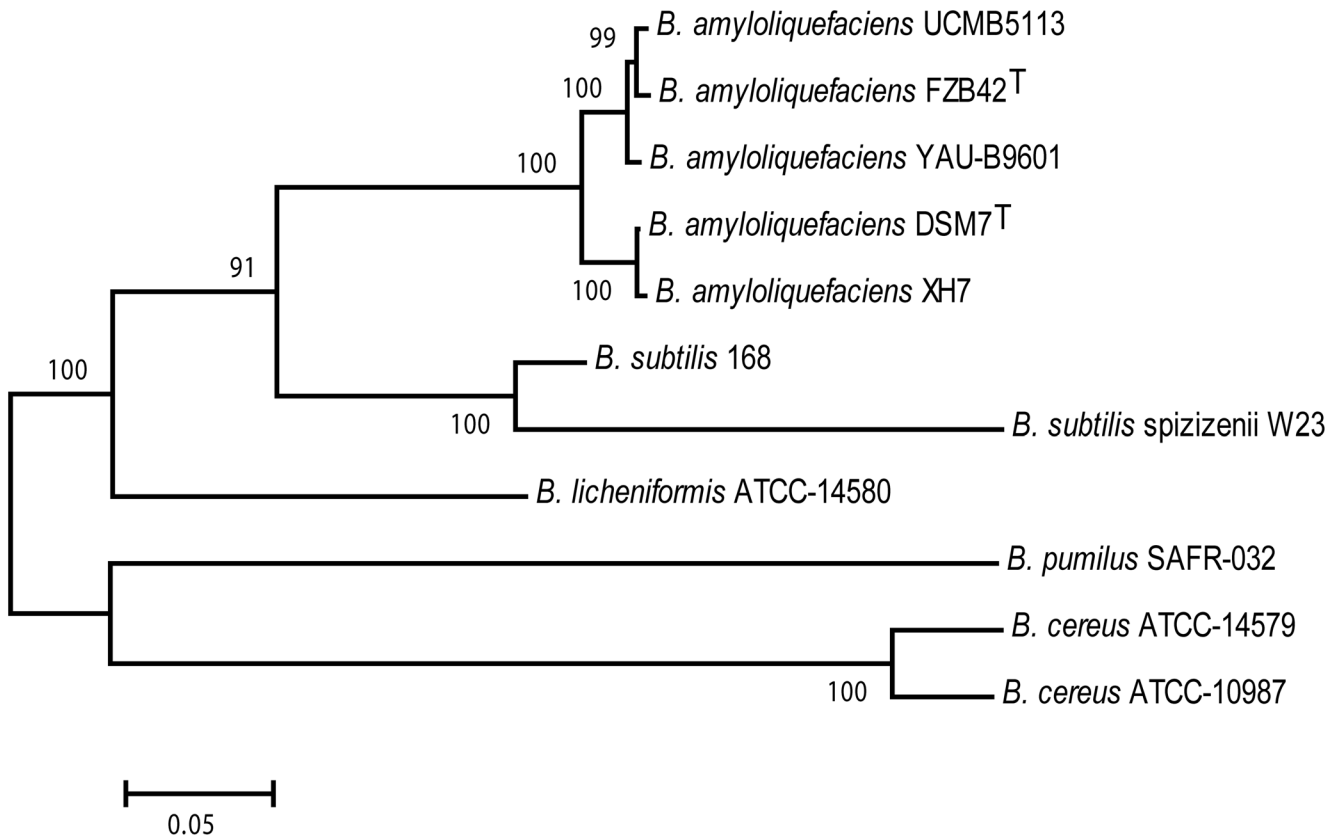 B. amyloliquefaciens UCMB5113
99
B. amyloliquefaciens FZB42T
100
B. amyloliquefaciens YAU-B9601
100
B. amyloliquefaciens DSM7T
91
B. amyloliquefaciens XH7
100
B. subtilis 168
100
B. subtilis spizizenii W23
100
B. licheniformis ATCC-14580
B. pumilus SAFR-032
B. cereus ATCC-14579
B. cereus ATCC-10987
100
0.05